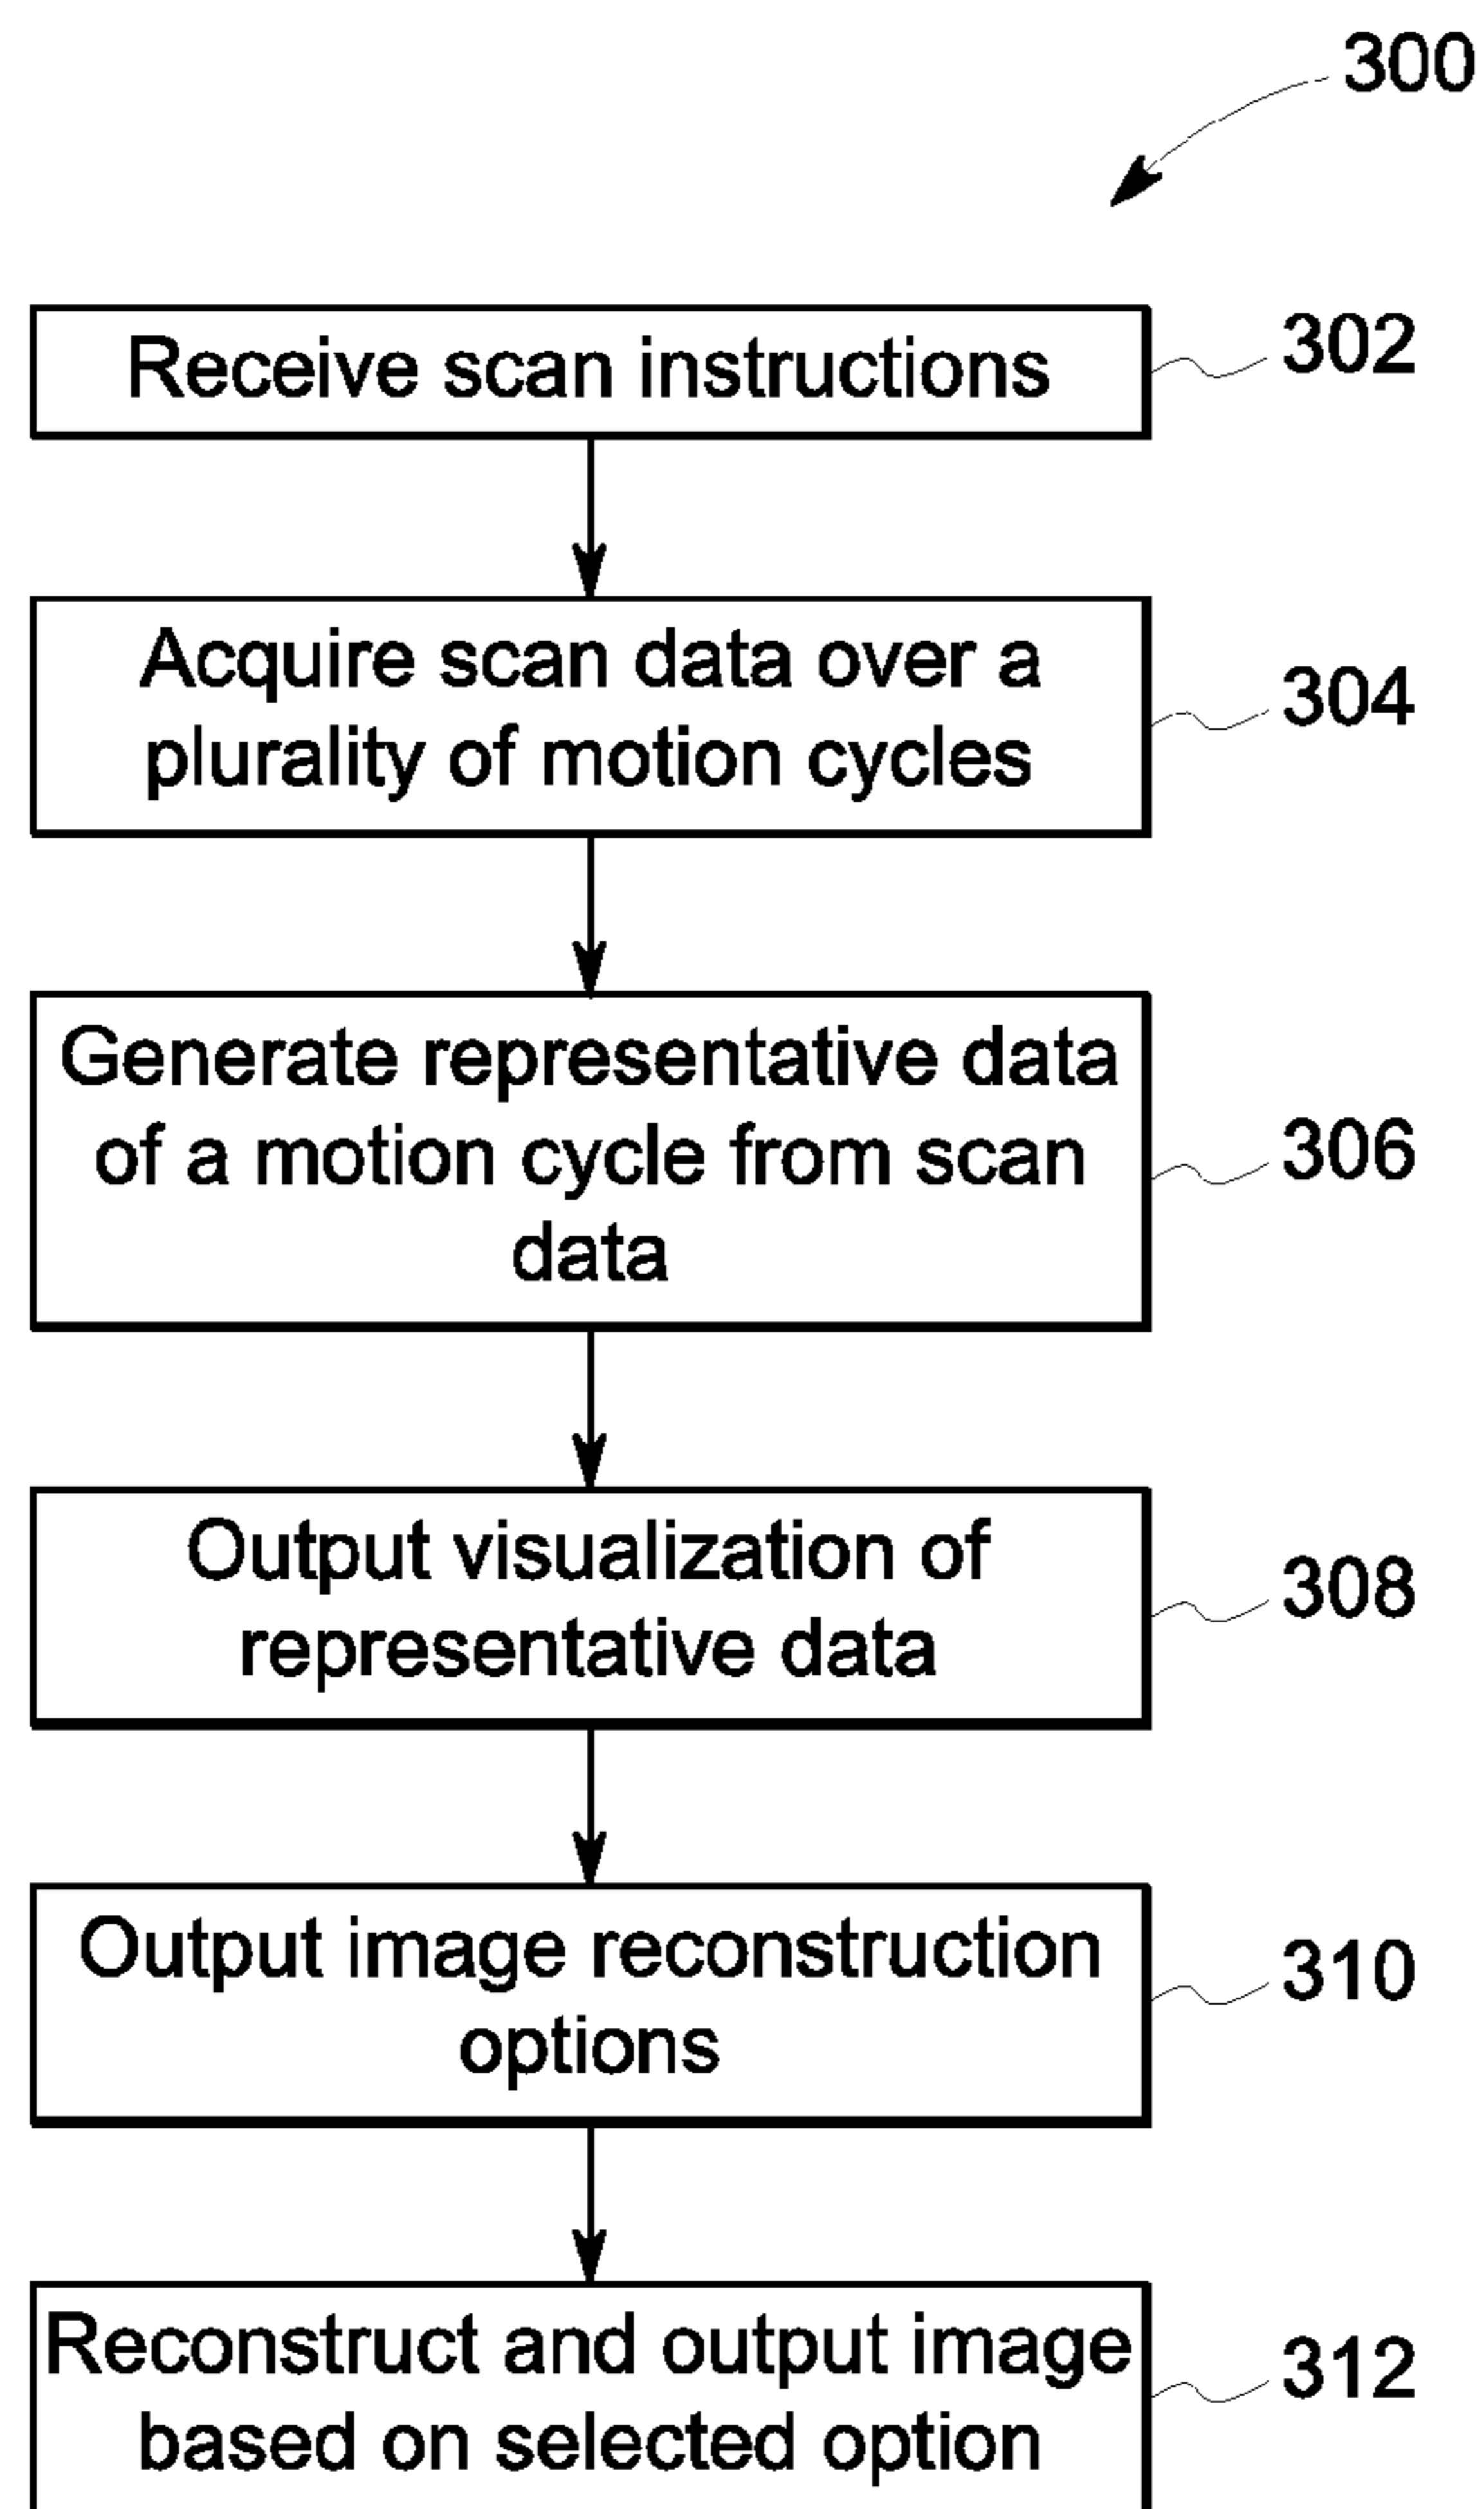 300
Receive scan instructions
302
Acquire scan data over a
plurality of motion cycles
304
Generate representative data
of a motion cycle from scan
data
306
Output visualization of
representative data
308
Output image reconstruction
options
310
Reconstruct and output image
based on selected option
312